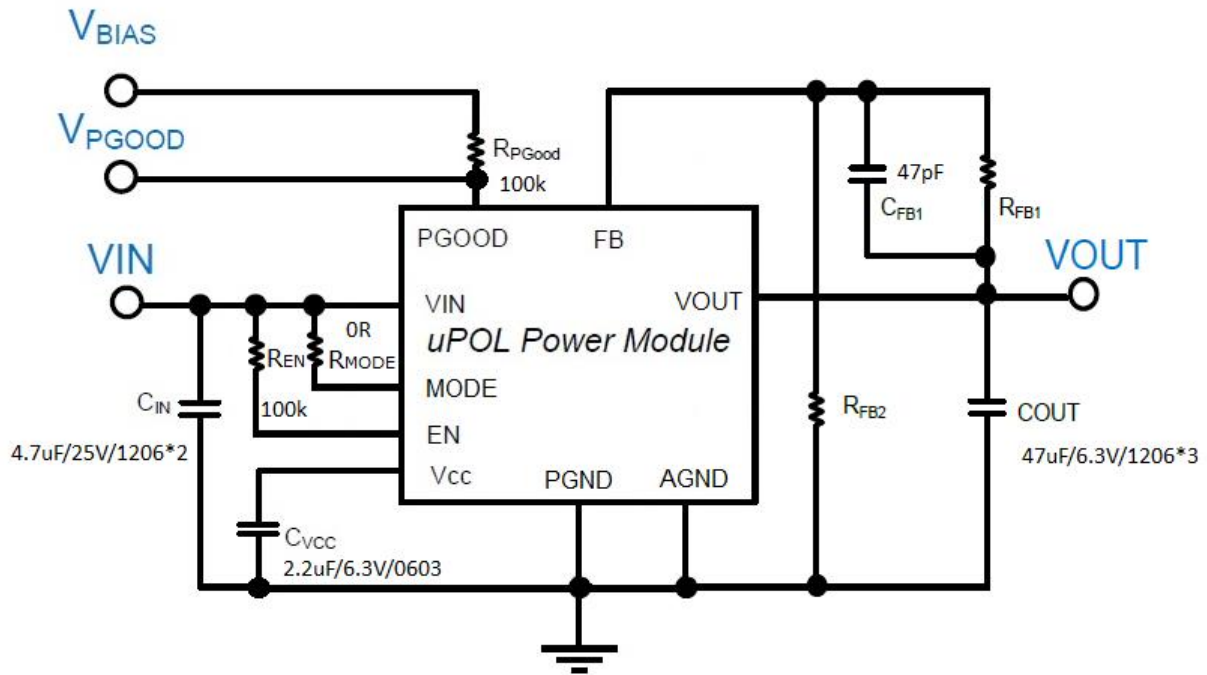 VBIAS
VPGOOD
RPGood
100k
47pF
CFB1
RFB1
PGOOD
FB
VIN
VOUT
VIN
VOUT
0R
uPOL Power Module
REN
RMODE
MODE
CIN
100k
EN
RFB2
COUT
4.7uF/25V/1206*2
47uF/6.3V/1206*3
Vcc
PGND
AGND
CVCC
2.2uF/6.3V/0603